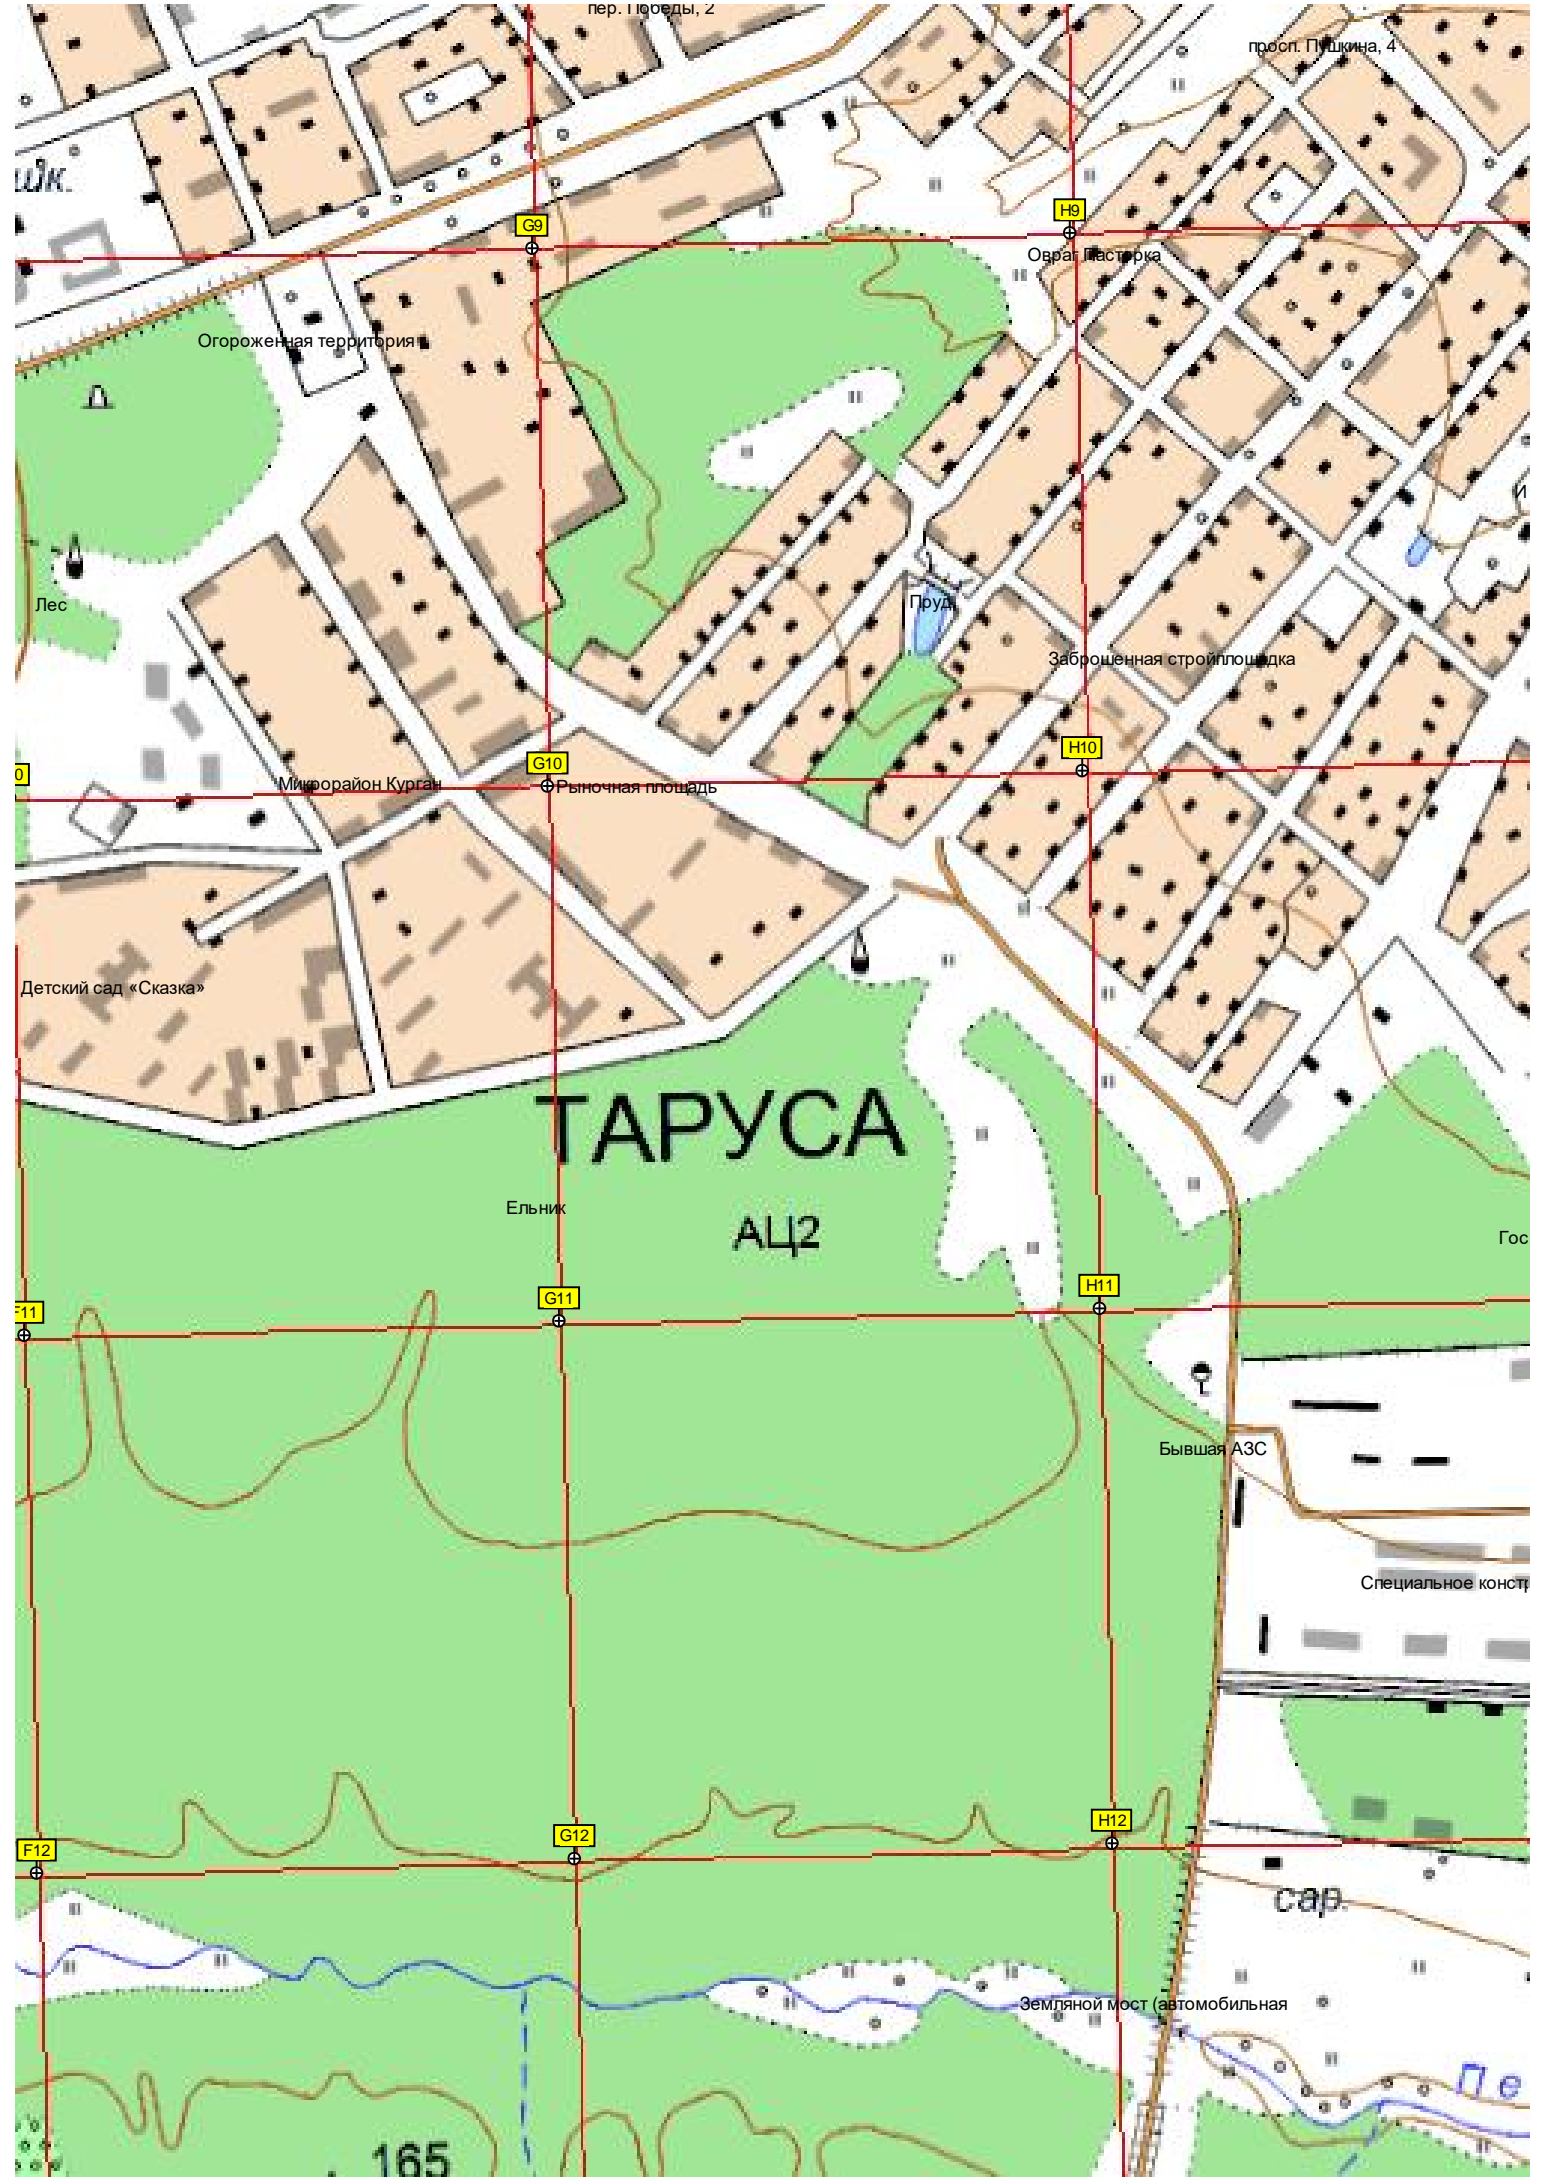 пер. Победы, 2
просп. Пушкина, 4
шк.
G9
H9
Овраг Пасторка
Огороженная территория
И
Лес
Пруд
Заброшенная стройплощадка
0
G10
H10
Микрорайон Курган
Рыночная площадь
Детский сад «Сказка»
ТАРУСА
Ельник
АЦ2
Гос
F11
G11
H11
Бывшая АЗС
Специальное констр
F12
G12
H12
сар.
Земляной мост (автомобильная
П е
165